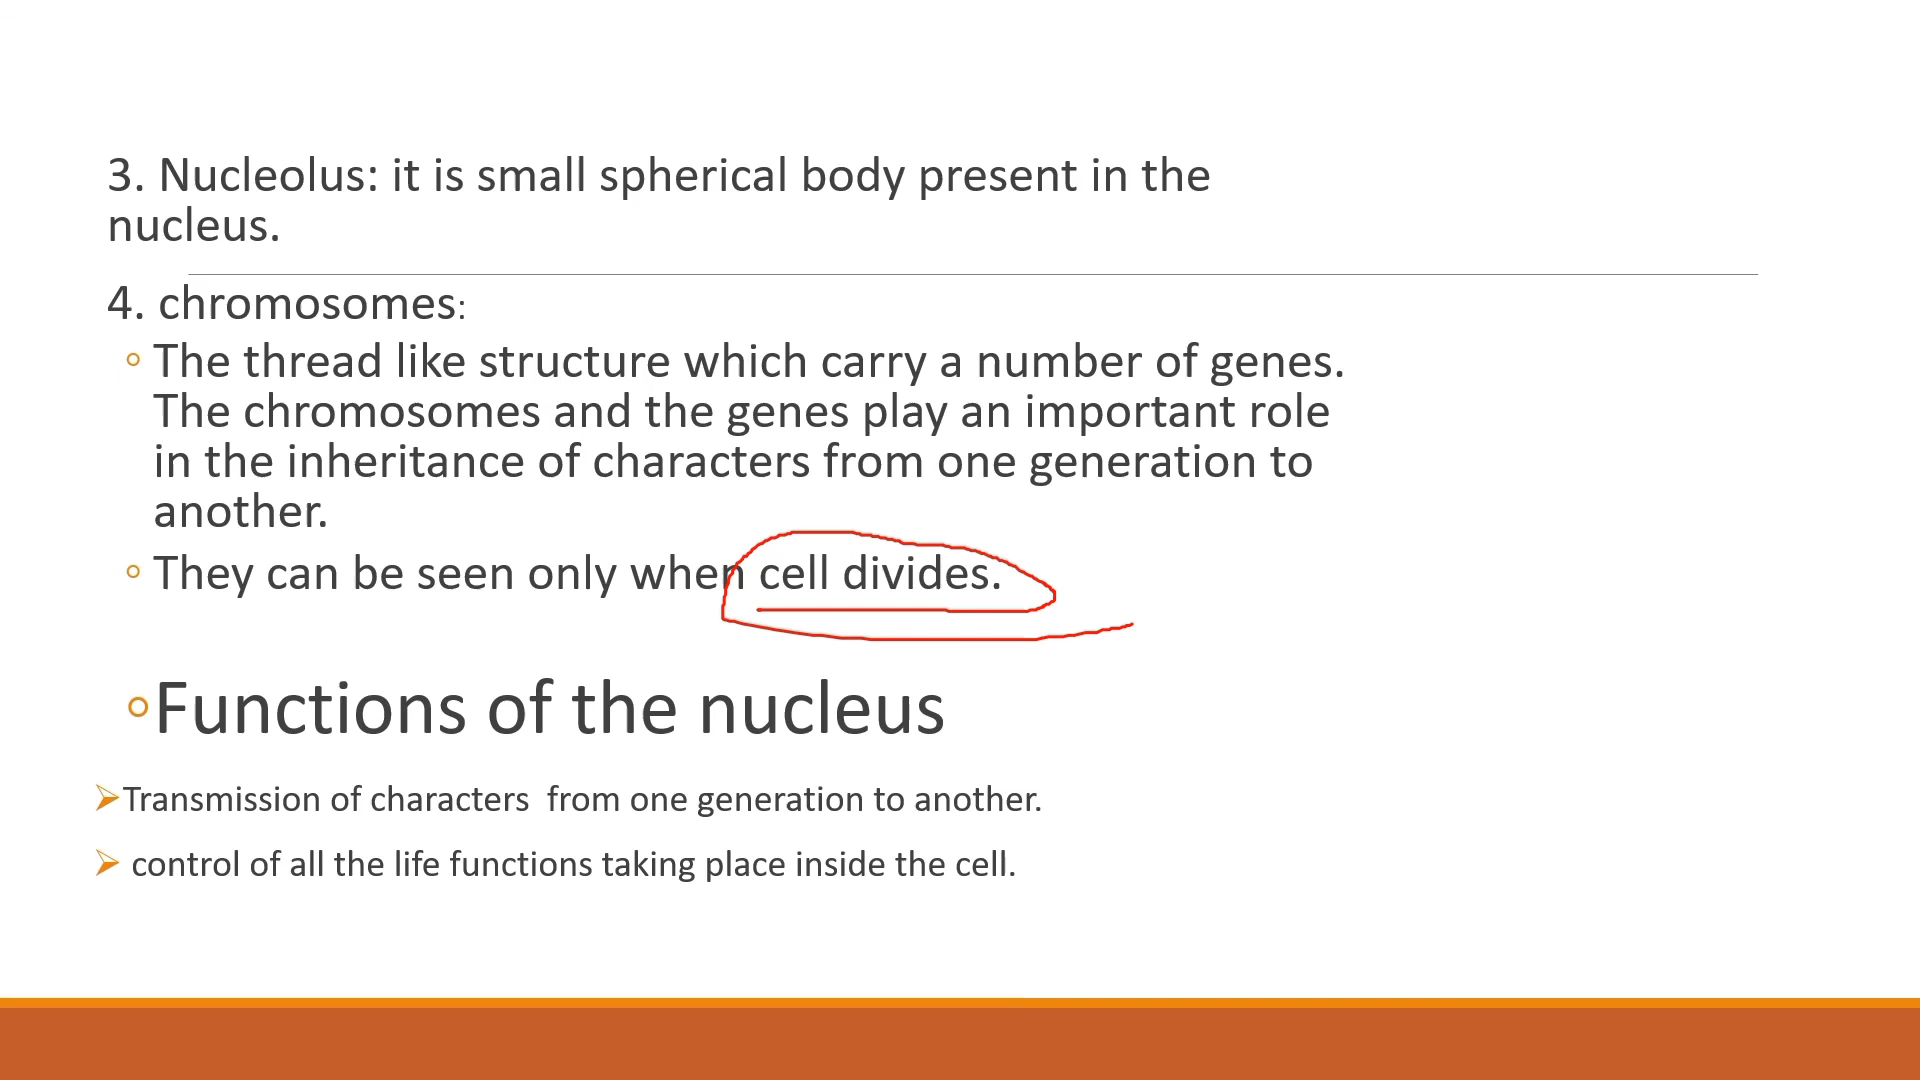 3. Nucleolus: it is small spherical body present in the
nucleus.
4. chromosomes:
◦ The thread like structure which carry a number of genes.
The chromosomes and the genes play an important role
in the inheritance of characters from one generation to
another.
◦ They can be seen only when cell divides.
◦Functions of the nucleus
➢Transmission of characters  from one generation to another.
➢ control of all the life functions taking place inside the cell.